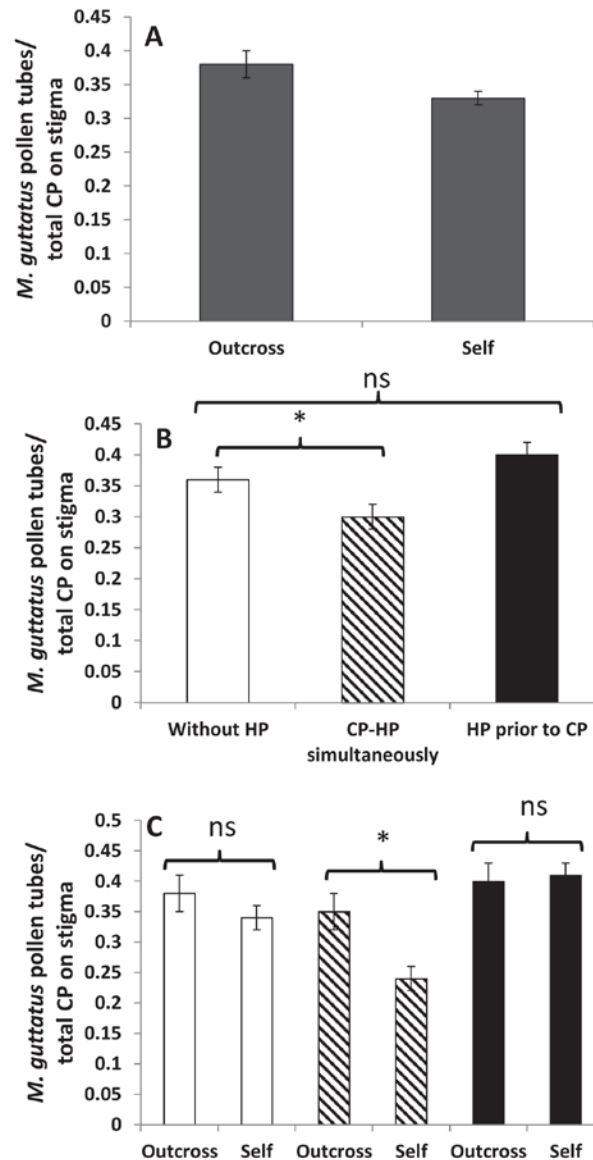 A
M. guttatus pollen tubes/
total CP on stigma
0.45
0.4
0.35
0.3
0.25
0.2
0.15
0.1
0.05
0
Outcross Self
ns
B
*
M. guttatus pollen tubes/
total CP on stigma
0.45
0.4
0.35
0.3
0.25
0.2
0.15
0.1
0.05
0
Without HP CP-HP HP prior to CP
simultaneously
C
ns * ns
M. guttatus pollen tubes/
total CP on stigma
0.5
0.45
0.4
0.35
0.3
0.25
0.2
0.15
0.1
0.05
0
Outcross Self Outcross Self Outcross Self